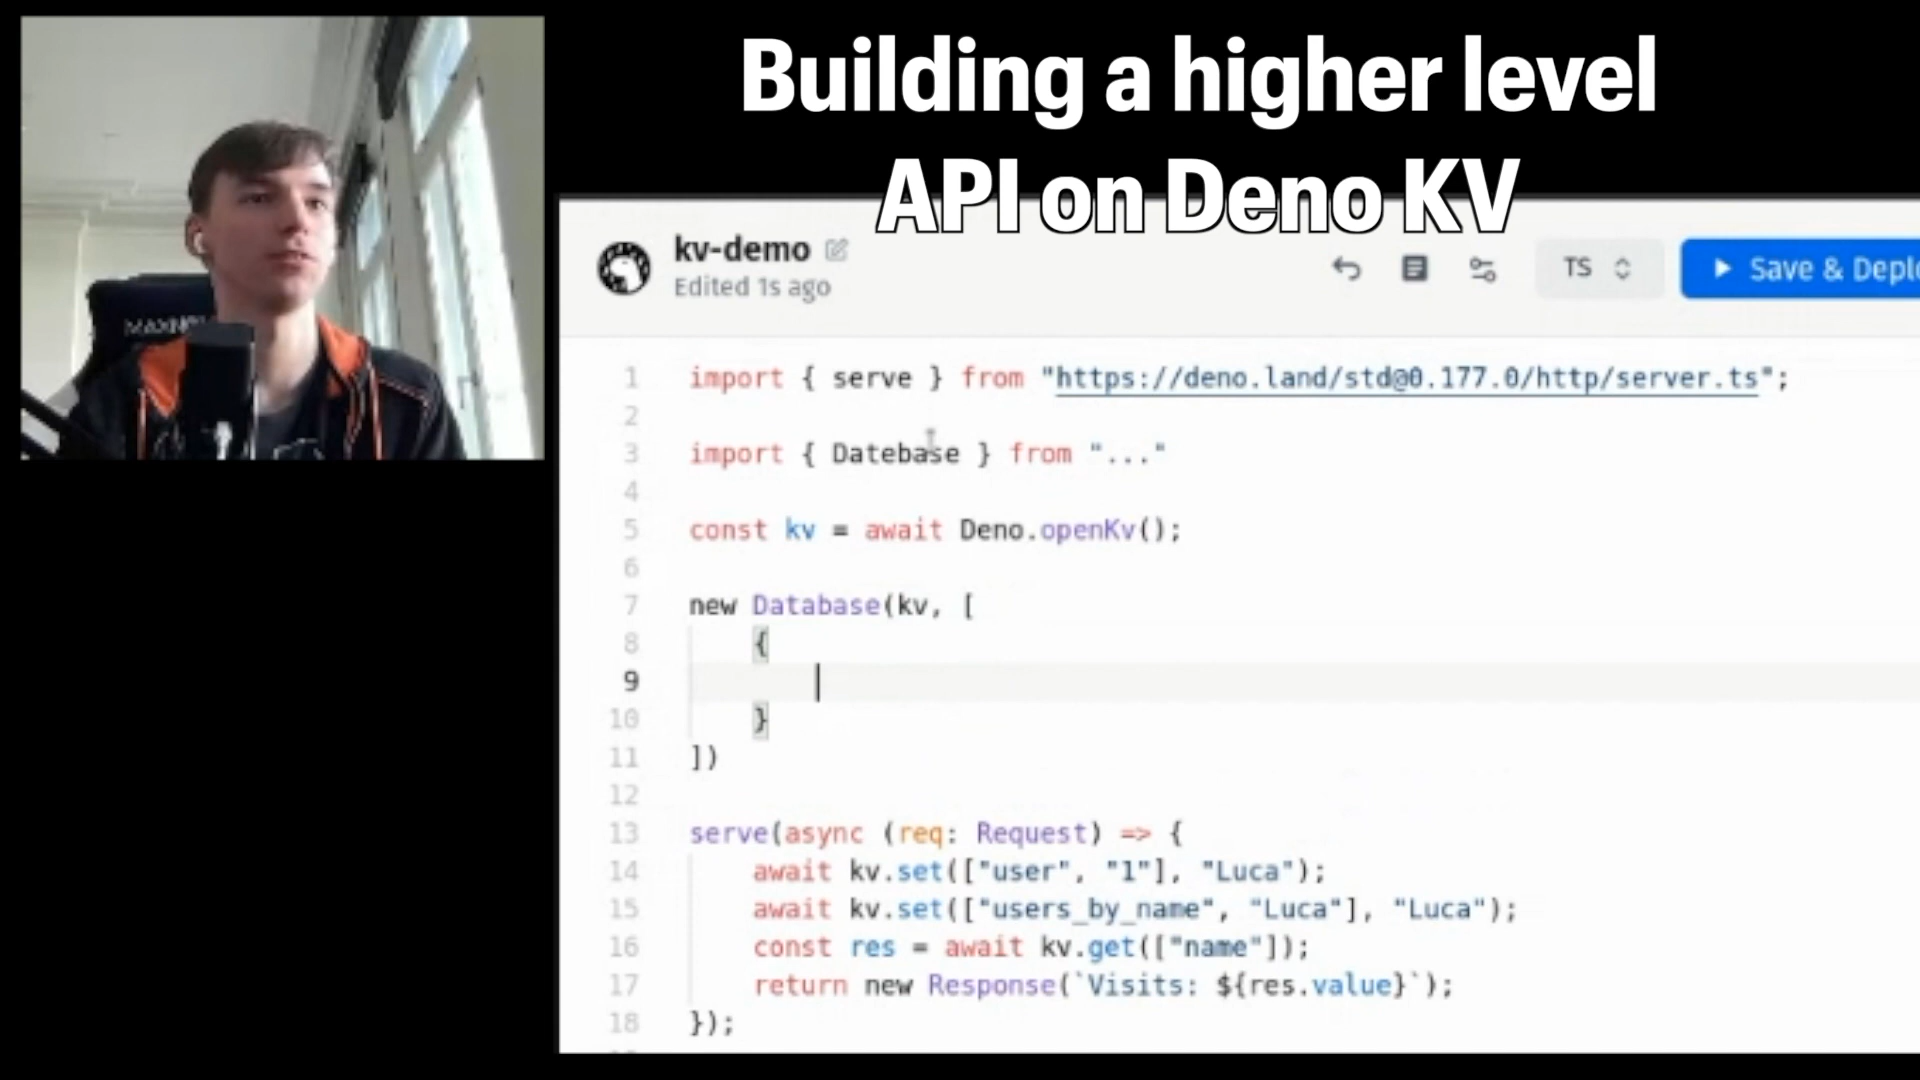 Building a higher level
API on Deno KV
kv-demo
Edited 1s ago
TS
Save & Deplo
1 import { serve } from "https://deno.land/std@0.177.0/http/server.ts";
2
3 import { Datebase } from "..."
4
5 const kv = await Deno.openKv();
6
7 new Database(kv, [
8 {
9
10 }
11 ])
12
13 serve(async (req: Request) => {
14 await kv.set(["user", "1"], "Luca");
15 await kv.set(["users_by_name", "Luca"], "Luca");
16 const res = await kv.get(["name"]);
17 return new Response(`Visits: ${res.value}`);
18 });